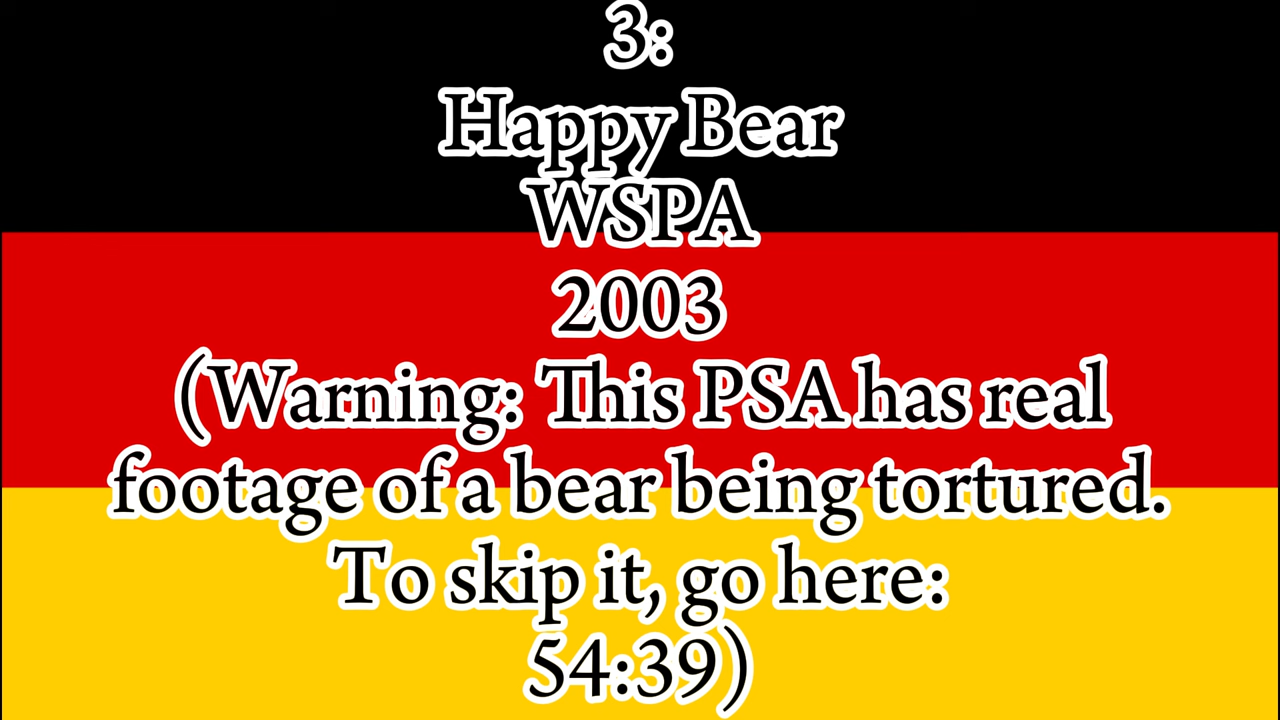 3:
Happy Bear
WSPA
2003
(Warning: This PSA has real
footage of a bear being tortured.
To skip it, go here:
54:39)